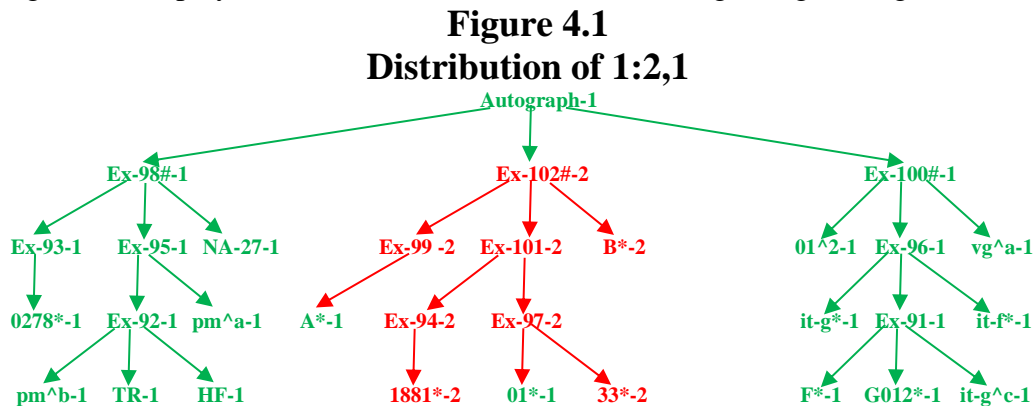 Figure 4.1
Distribution of 1:2,1
Autograph-1
Ex-98#-1 Ex-102#-2 Ex-100#-1
Ex-93-1 Ex-95-1 NA-27-1 Ex-99 -2 Ex-101-2 B*-2 01^2-1 Ex-96-1 vg^a-1
0278*-1 Ex-92-1 pm^a-1 A*-1 Ex-94-2 Ex-97-2 it-g*-1 Ex-91-1 it-f*-1
pm^b-1 TR-1 HF-1 1881*-2 01*-1 33*-2 F*-1 G012*-1 it-g^c-1